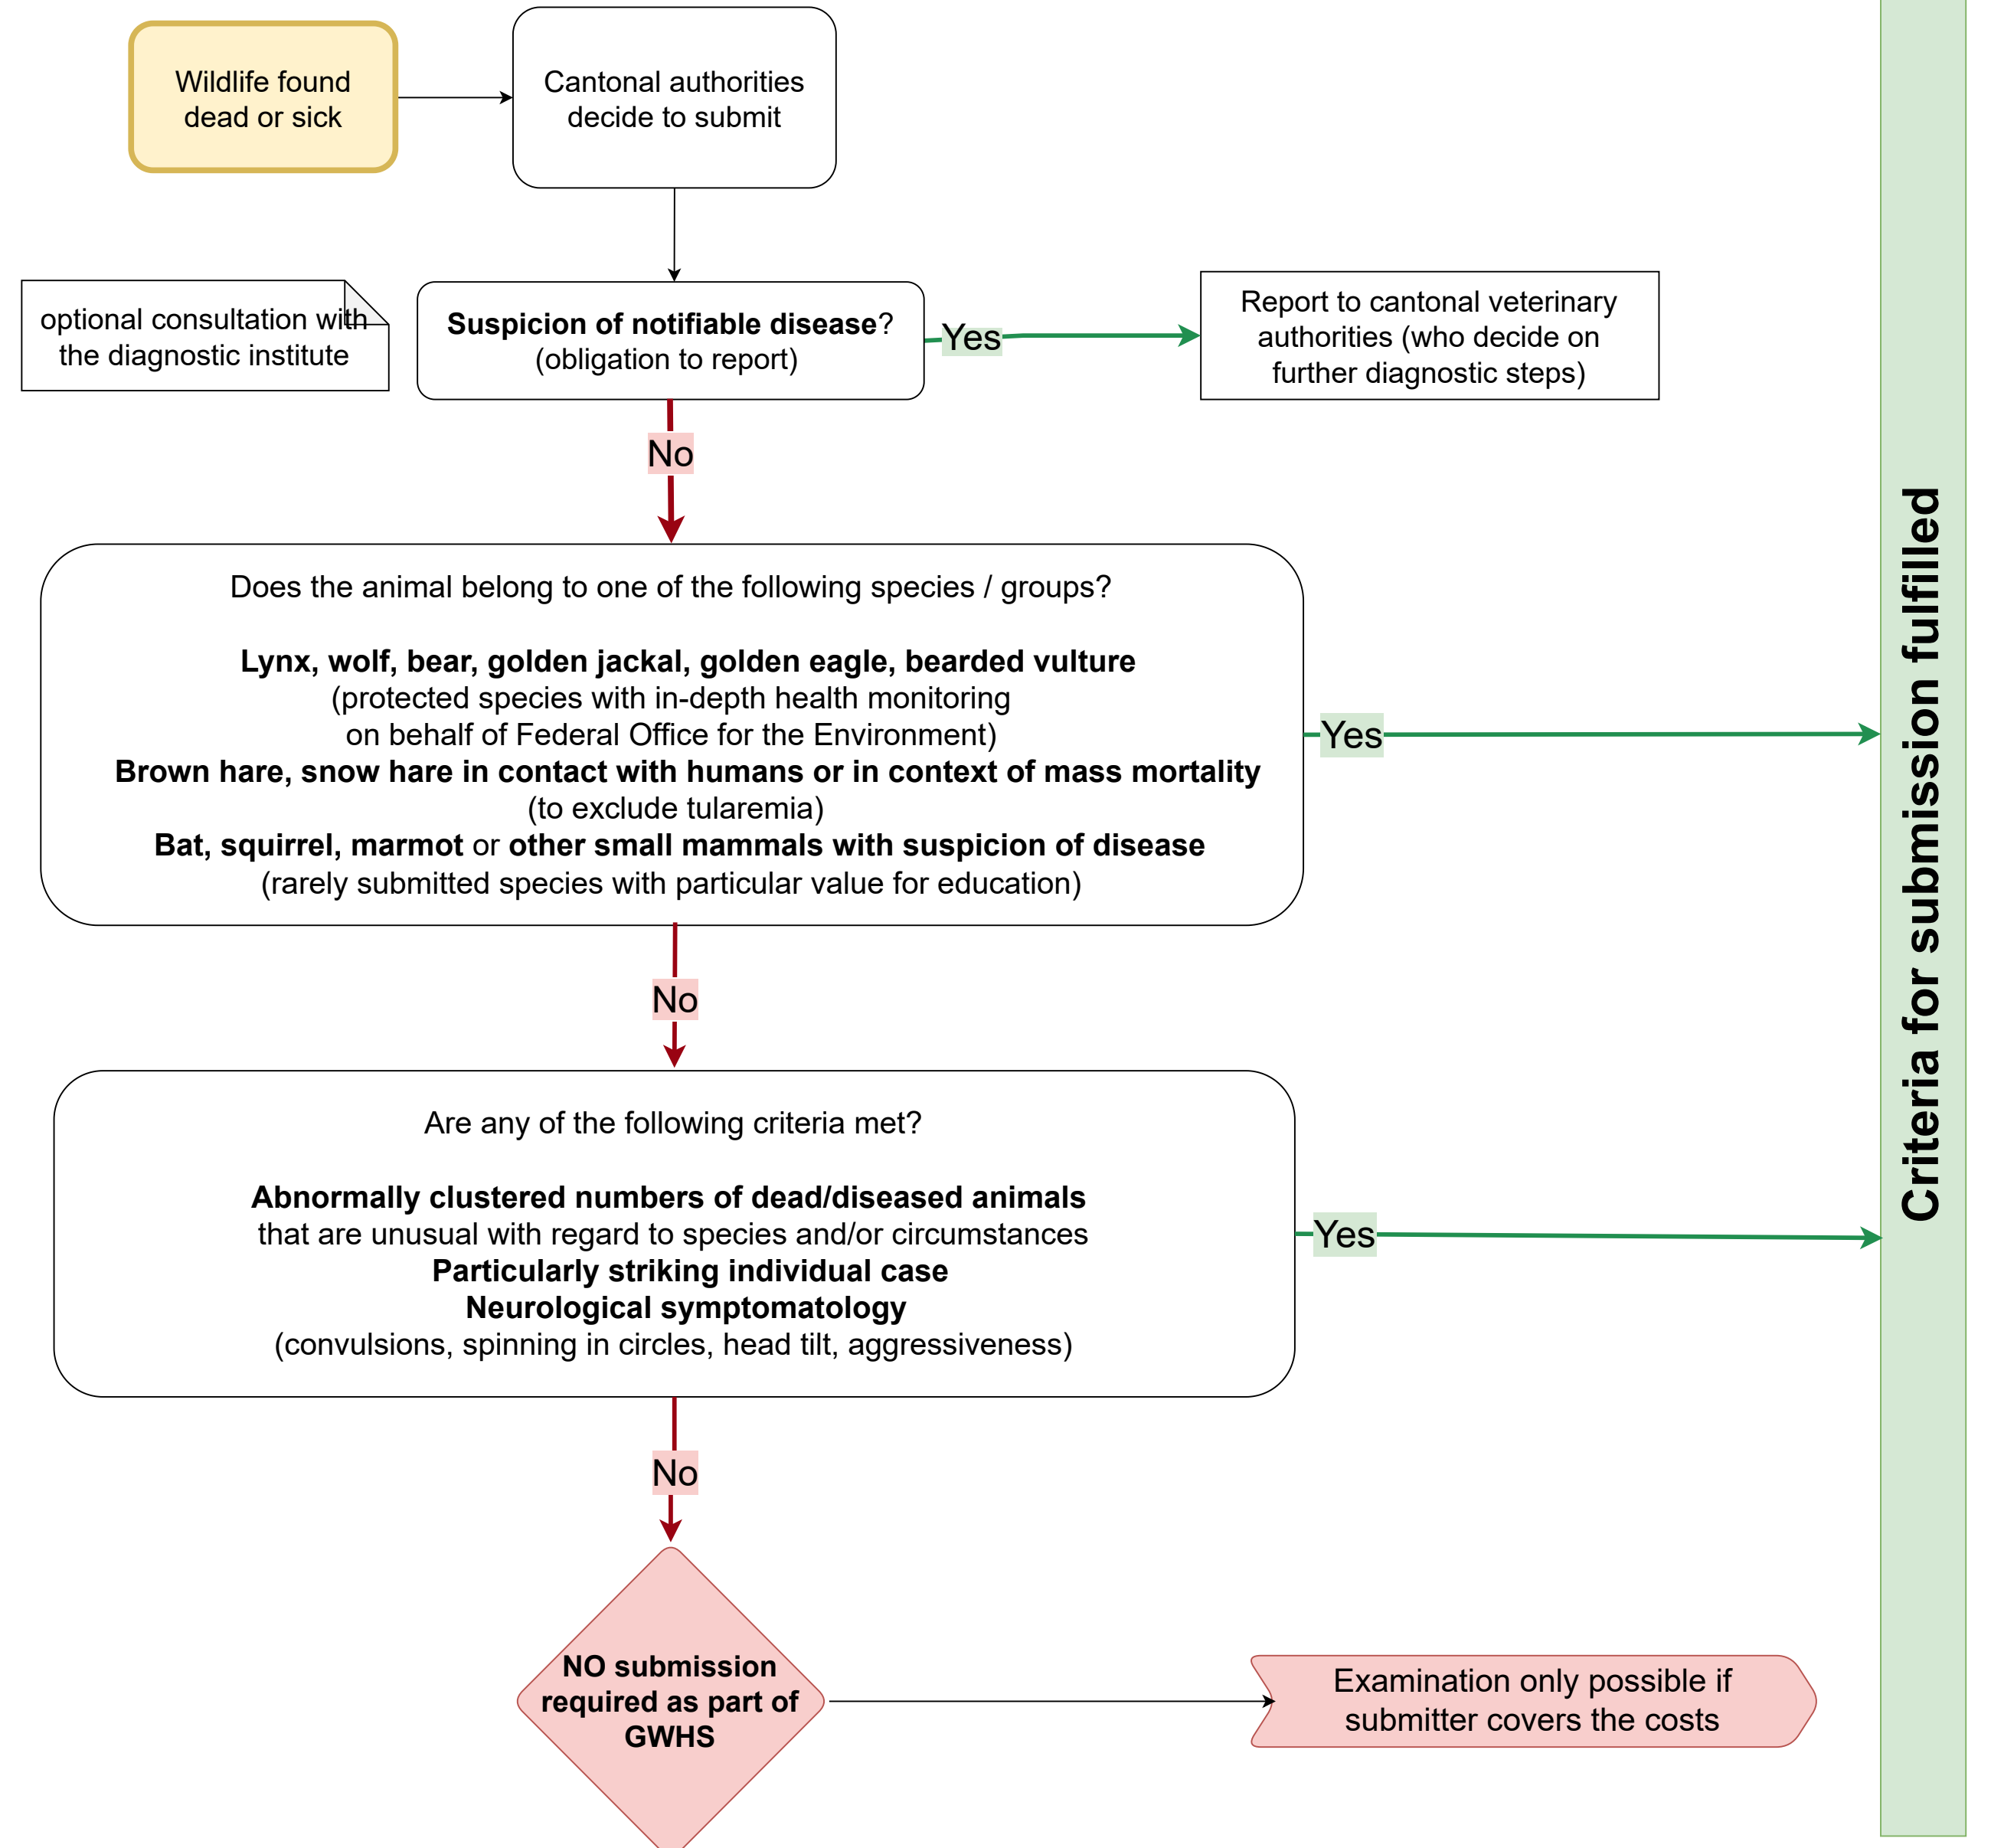 Wildlife found
dead or sick
Cantonal authorities
decide to submit
optional consultation with
the diagnostic institute
Suspicion of notifiable disease?
(obligation to report)
Yes
Report to cantonal veterinary
authorities (who decide on
further diagnostic steps)
No
Does the animal belong to one of the following species / groups?
Lynx, wolf, bear, golden jackal, golden eagle, bearded vulture
(protected species with in-depth health monitoring
on behalf of Federal Office for the Environment)
Brown hare, snow hare in contact with humans or in context of mass mortality
(to exclude tularemia)
Bat, squirrel, marmot or other small mammals with suspicion of disease
(rarely submitted species with particular value for education)
Yes
No
Are any of the following criteria met?
Abnormally clustered numbers of dead/diseased animals
that are unusual with regard to species and/or circumstances
Particularly striking individual case
Neurological symptomatology
(convulsions, spinning in circles, head tilt, aggressiveness)
Yes
No
NO submission
required as part of
GWHS
Examination only possible if
submitter covers the costs
Criteria for submission fulfilled